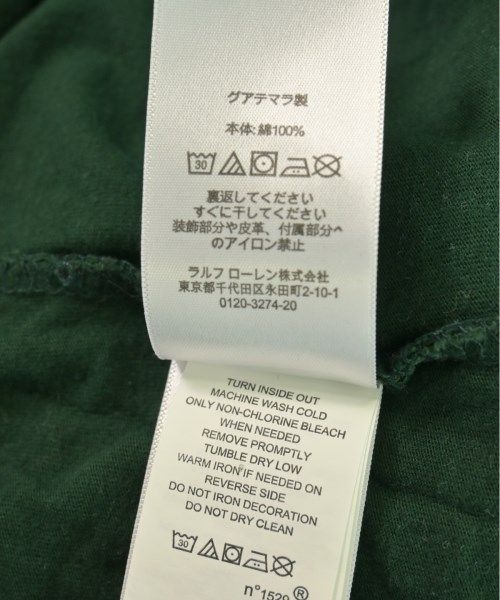 グアテマラ製
本体: 綿100%
30
裏返してください
すぐに干してください
装飾部分や皮革、付属部分へ
のアイロン禁止
ラルフ ローレン株式会社
東京都千代田区永田町2-10-1
0120-3274-20
TURN INSIDE OUT
MACHINE WASH COLD
ONLY NON-CHLORINE BLEACH
WHEN NEEDED
REMOVE PROMPTLY
TUMBLE DRY LOW
WARM IRON IF NEEDED ON
REVERSE SIDE
DO NOT IRON DECORATION
DO NOT DRY CLEAN
30
n°1529 ®